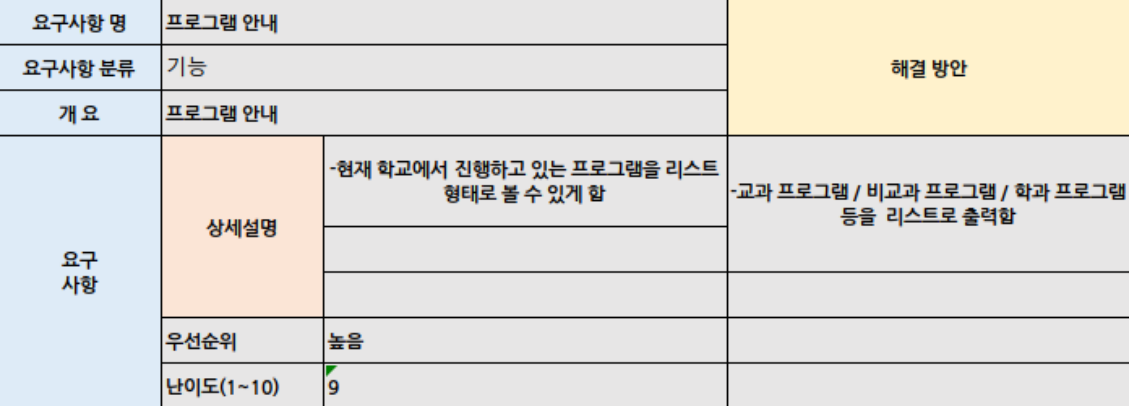 요구사항 명
프로그램 안내
해결 방안
요구사항 분류
기능
개 요
프로그램 안내
요구
사항
상세설명
-현재 학교에서 진행하고 있는 프로그램을 리스트
형태로 볼 수 있게 함
-교과 프로그램 / 비교과 프로그램 / 학과 프로그램
등을 리스트로 출력함
우선순위
높음
난이도(1~10)
9